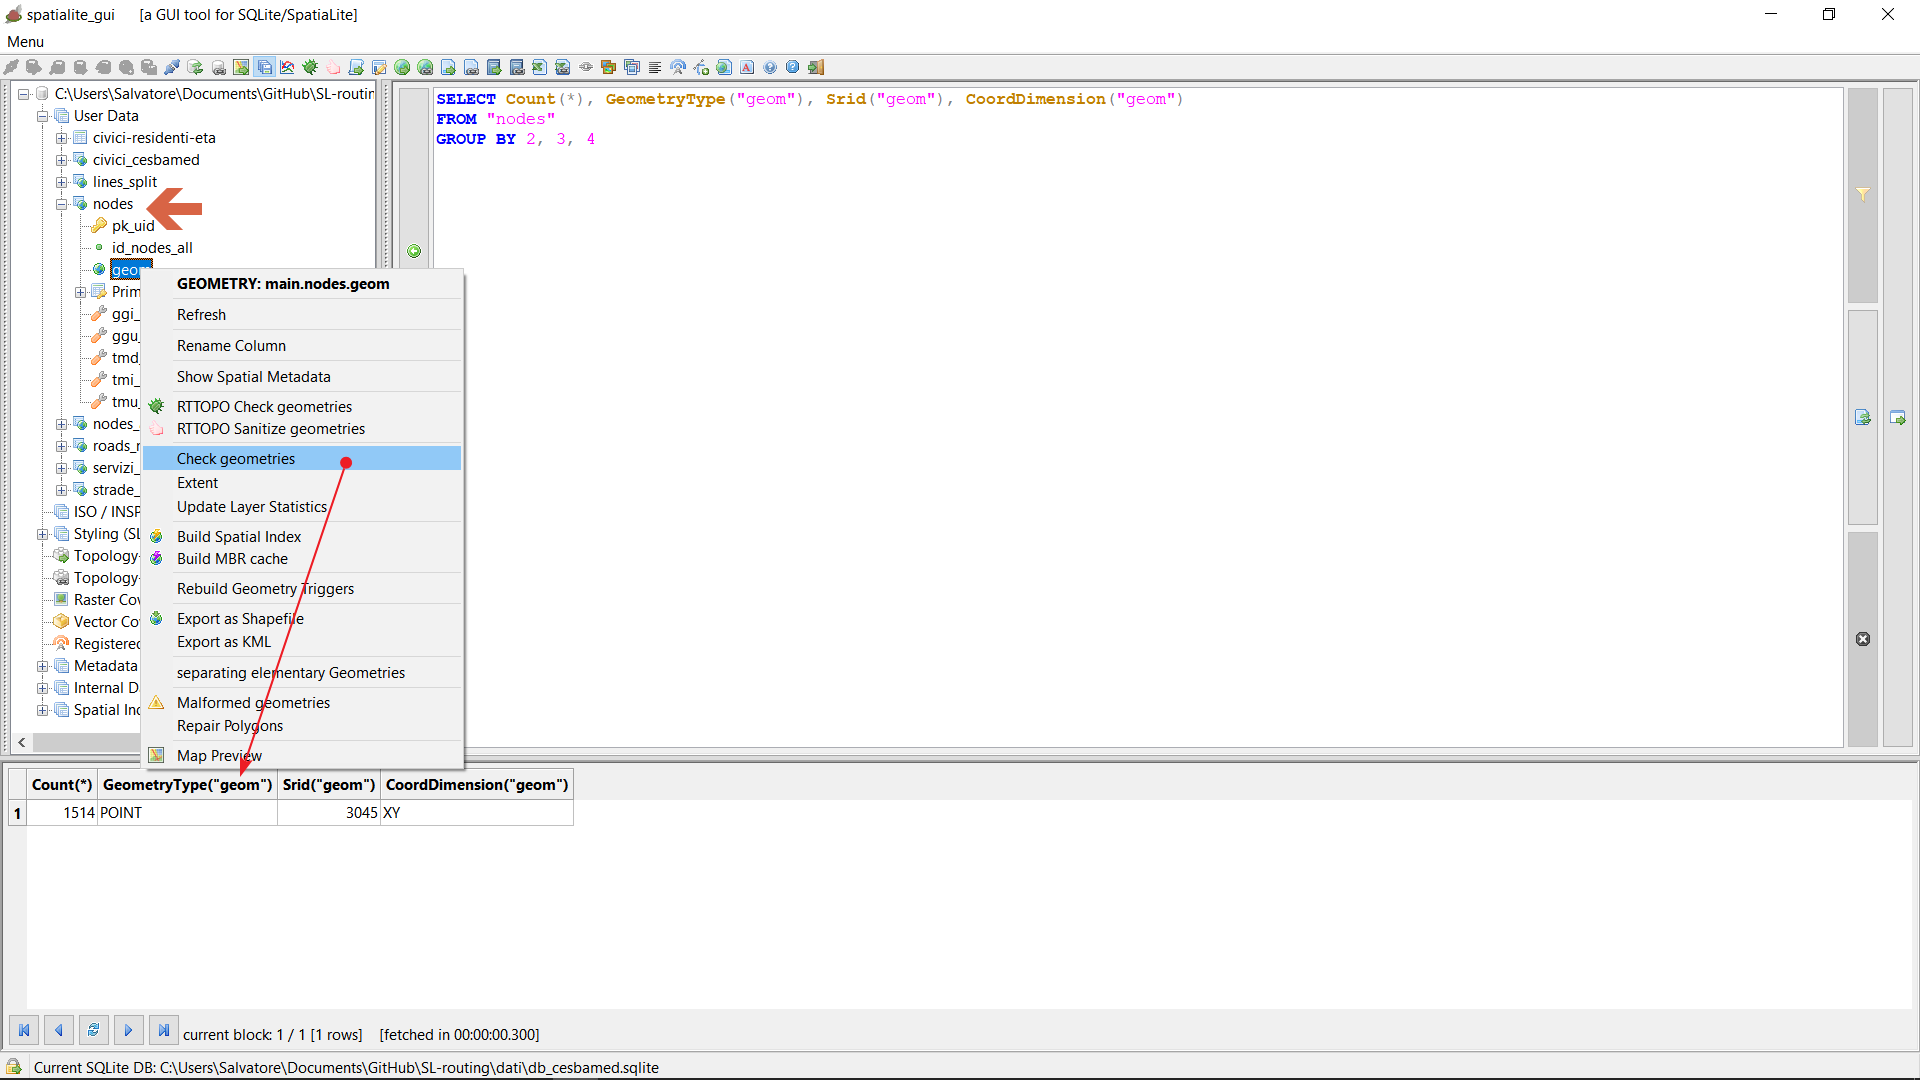 spatialite_gui [a GUI tool for SQLite/SpatiaLite]
Menu
C:\Users\Salvatore\Documents\GitHub\SL-routin
User Data
civici-residenti-eta
civici_cesbamed
lines_split
nodes
pk_uid
id_nodes_all
geom
Prim
ggi_
ggu_
tmd_
tmi_
tmu_
nodes_
roads_
servizi_
strade_
ISO / INSP
Styling (SL
Topology-
Topology-
Raster Cov
Vector Co
Registered
Metadata
Internal D
Spatial Ind
SELECT Count(*), GeometryType("geom"), Srid("geom"), CoordDimension("geom")
FROM "nodes"
GROUP BY 2, 3, 4
GEOMETRY: main.nodes.geom
Refresh
Rename Column
Show Spatial Metadata
RTTOPO Check geometries
RTTOPO Sanitize geometries
Check geometries
Extent
Update Layer Statistics
Build Spatial Index
Build MBR cache
Rebuild Geometry Triggers
Export as Shapefile
Export as KML
separating elementary Geometries
Malformed geometries
Repair Polygons
Map Preview
Count(*) GeometryType("geom") Srid("geom") CoordDimension("geom")
1 1514 POINT 3045 XY
current block: 1 / 1 [1 rows] [fetched in 00:00:00.300]
Current SQLite DB: C:\Users\Salvatore\Documents\GitHub\SL-routing\dati\db_cesbamed.sqlite